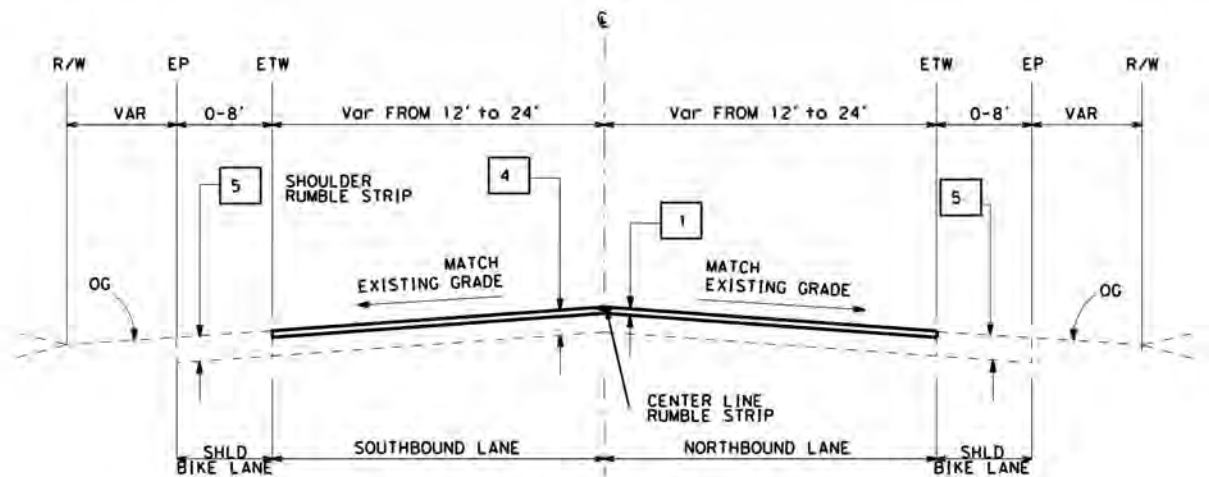 ℄
R/W EP ETW ETW EP R/W
VAR 0-8' Var FROM 12' to 24' Var FROM 12' to 24' 0-8' VAR
5 SHOULDER
RUMBLE STRIP
4
1
5
MATCH
EXISTING GRADE
MATCH
EXISTING GRADE
OG
OG
CENTER LINE
RUMBLE STRIP
SHLD
BIKE LANE
SOUTHBOUND LANE
NORTHBOUND LANE
SHLD
BIKE LANE